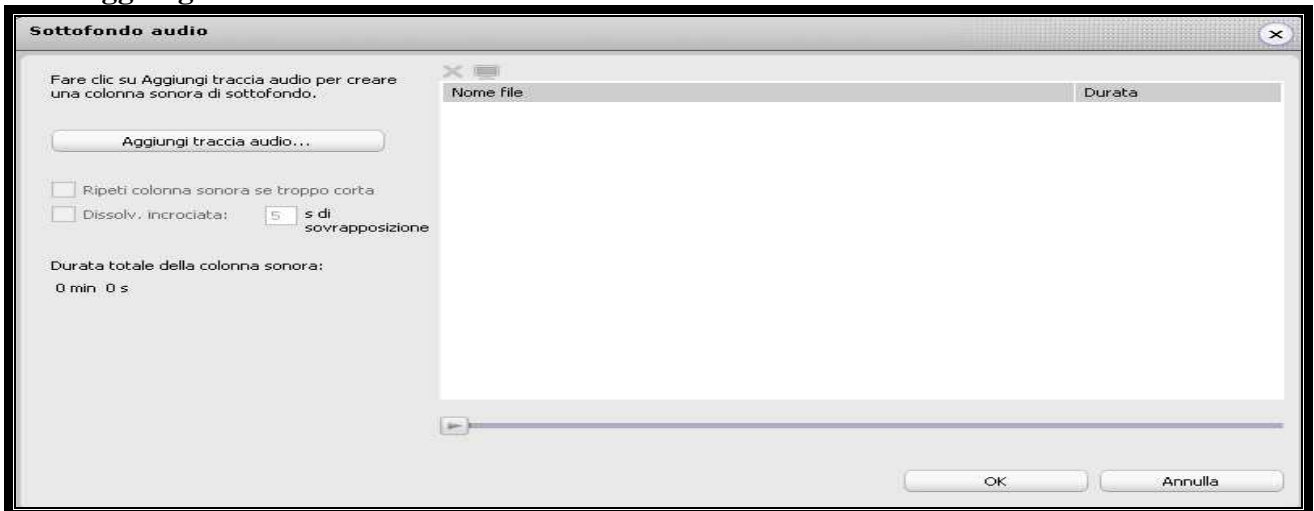 Sottofondo audio
Fare clic su Aggiungi traccia audio per creare
una colonna sonora di sottofondo.
Aggiungi traccia audio...
Ripeti colonna sonora se troppo corta
Dissolv. incrociata: 5 s di
sovrapposizione
Durata totale della colonna sonora:
0 min 0 s
Nome file Durata
OK Annulla